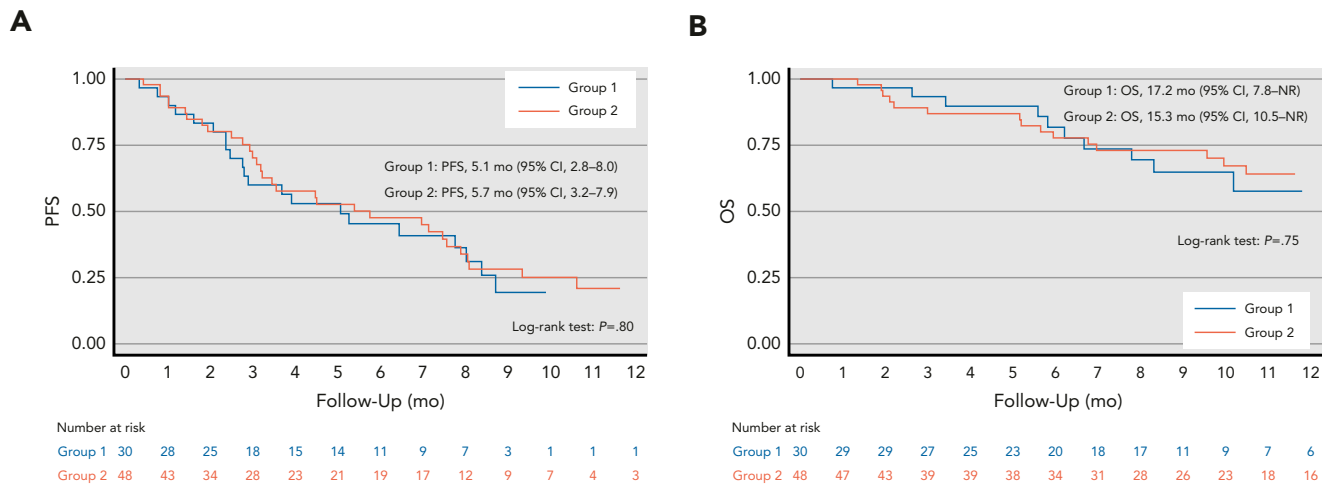 A
1.00
0.75
0.50
0.25
0.00
PFS
Group 1
Group 2
Group 1: PFS, 5.1 mo (95% CI, 2.8–8.0)
Group 2: PFS, 5.7 mo (95% CI, 3.2–7.9)
Log-rank test: P=.80
0 1 2 3 4 5 6 7 8 9 10 11 12
Follow-Up (mo)
Number at risk
Group 1 30 28 25 18 15 14 11 9 7 3 1 1 1
Group 2 48 43 34 28 23 21 19 17 12 9 7 4 3
B
1.00
0.75
0.50
0.25
0.00
OS
Group 1: OS, 17.2 mo (95% CI, 7.8–NR)
Group 2: OS, 15.3 mo (95% CI, 10.5–NR)
Log-rank test: P=.75
Group 1
Group 2
0 1 2 3 4 5 6 7 8 9 10 11 12
Follow-Up (mo)
Number at risk
Group 1 30 29 29 27 25 23 20 18 17 11 9 7 6
Group 2 48 47 43 39 39 38 34 31 28 26 23 18 16